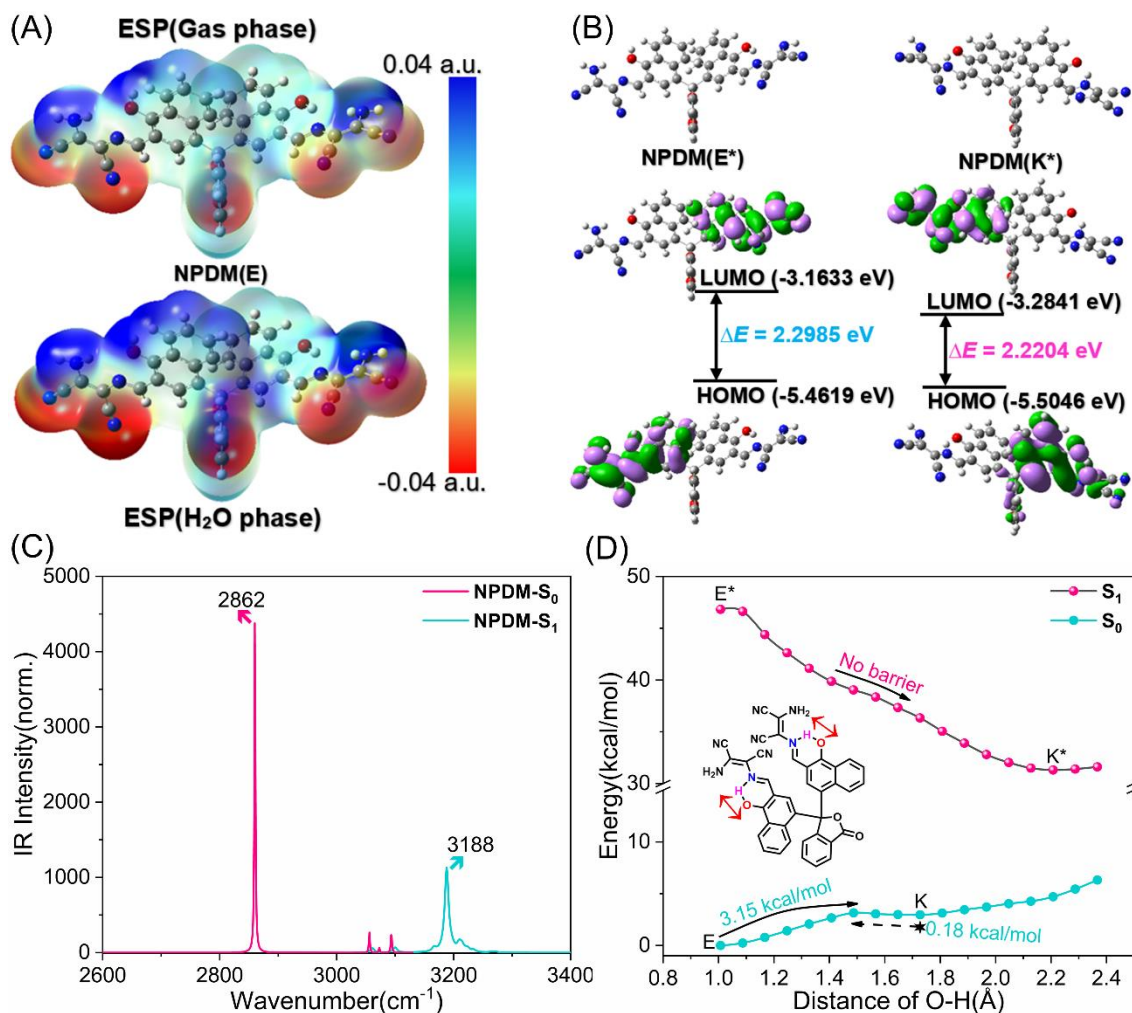 (A)
ESP(Gas phase)
0.04 a.u.
NPDM(E)
-0.04 a.u.
ESP(H₂O phase)
(B)
NPDM(E*)
NPDM(K*)
LUMO (-3.1633 eV)
LUMO (-3.2841 eV)
ΔE = 2.2985 eV
ΔE = 2.2204 eV
HOMO (-5.4619 eV)
HOMO (-5.5046 eV)
(C)
5000
4000
3000
2000
1000
0
IR Intensity(norm.)
2862
3188
NPDM-S₀
NPDM-S₁
2600
2800
3000
3200
3400
Wavenumber(cm⁻¹)
(D)
50
40
30
10
0
Energy(kcal/mol)
E*
S₁
S₀
No barrier
K*
NC
NH₂
NC
N
H
O
NC
CN
H₂N
N
H
O
O
O
3.15 kcal/mol
K
E
0.18 kcal/mol
0.8
1.0
1.2
1.4
1.6
1.8
2.0
2.2
2.4
Distance of O-H(Å)